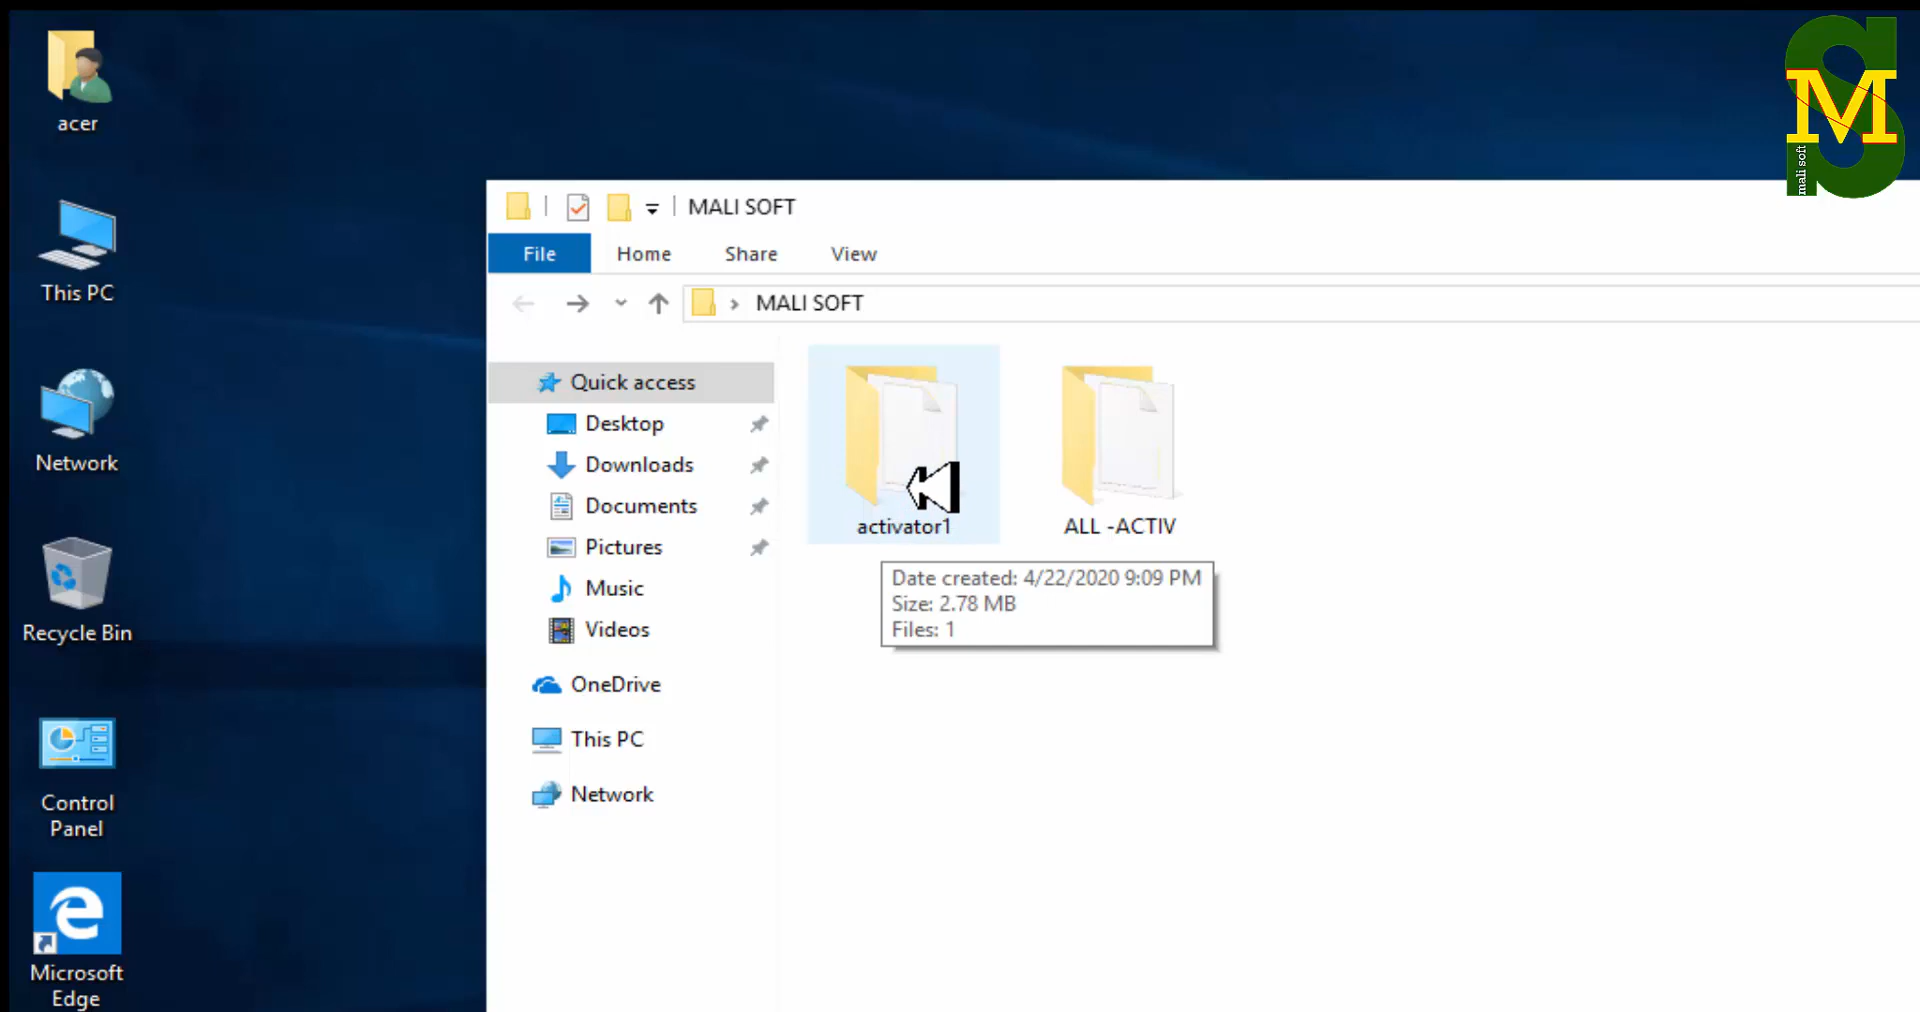 acer
This PC
Network
Recycle Bin
Control
Panel
Microsoft
Edge
MALI SOFT
File Home Share View
MALI SOFT
Quick access
Desktop
Downloads
Documents
Pictures
Music
Videos
OneDrive
This PC
Network
activator1
ALL -ACTIV
Date created: 4/22/2020 9:09 PM
Size: 2.78 MB
Files: 1
S
M
mali soft